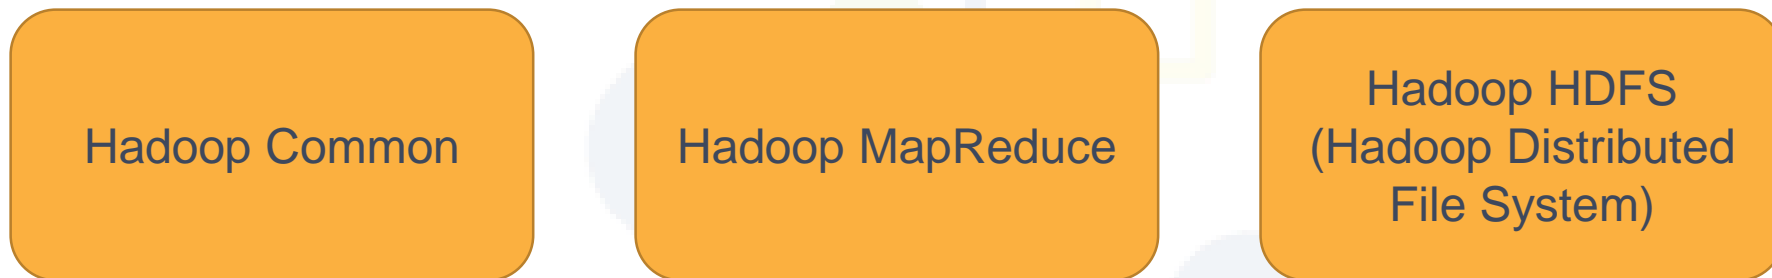 Hadoop Common
Hadoop MapReduce
Hadoop HDFS
(Hadoop Distributed
File System)